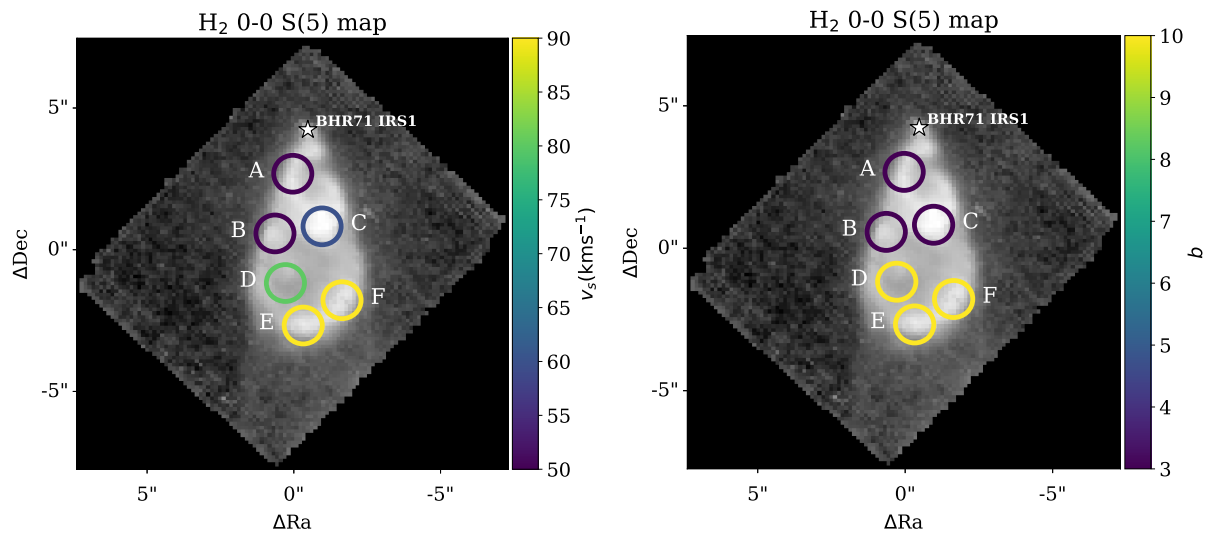 H₂ 0-0 S(5) map
90
85
80
75
70
65
60
55
50
v_s(kms⁻¹)
5"
0"
-5"
ΔDec
BHR71 IRS1
A
B
C
D
E
F
5"
0"
-5"
ΔRa
H₂ 0-0 S(5) map
10
9
8
7
6
5
4
3
b
5"
0"
-5"
ΔDec
BHR71 IRS1
A
B
C
D
E
F
5"
0"
-5"
ΔRa